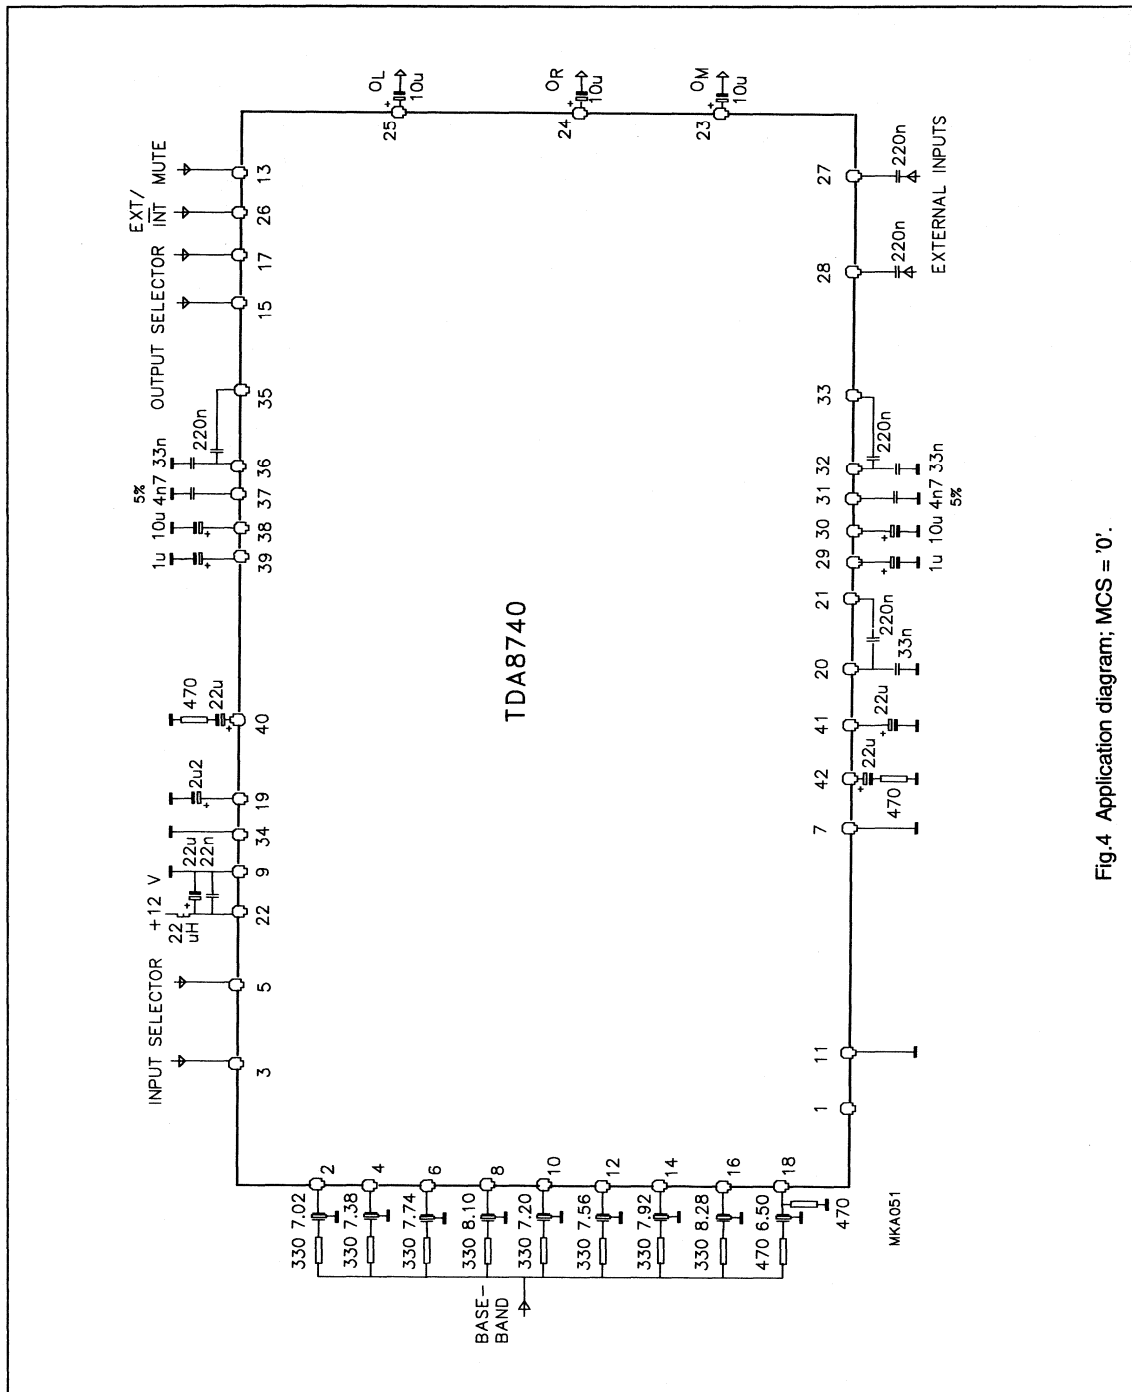 INPUT SELECTOR
+12 V
22
uH
22u
22n
2u2
470
22u
1u 10u 4n7 33n
5%
220n
OUTPUT SELECTOR
EXT/
INT
MUTE
3
5
22
9
34
19
40
39
38
37
36
35
15
17
26
13
BASE-
BAND
330 7.02
2
330 7.38
4
330 7.74
6
330 8.10
8
330 7.20
10
330 7.56
12
330 7.92
14
330 8.28
16
470 6.50
18
470
TDA8740
25
+
10u
OL
24
+
10u
OR
23
+
10u
OM
1
11
7
42
41
20
21
29
30
31
32
33
28
27
470
22u
22u
33n
220n
1u 10u 4n7 33n
5%
220n
220n
220n
EXTERNAL INPUTS
MKA051
Fig.4 Application diagram; MCS = '0'.